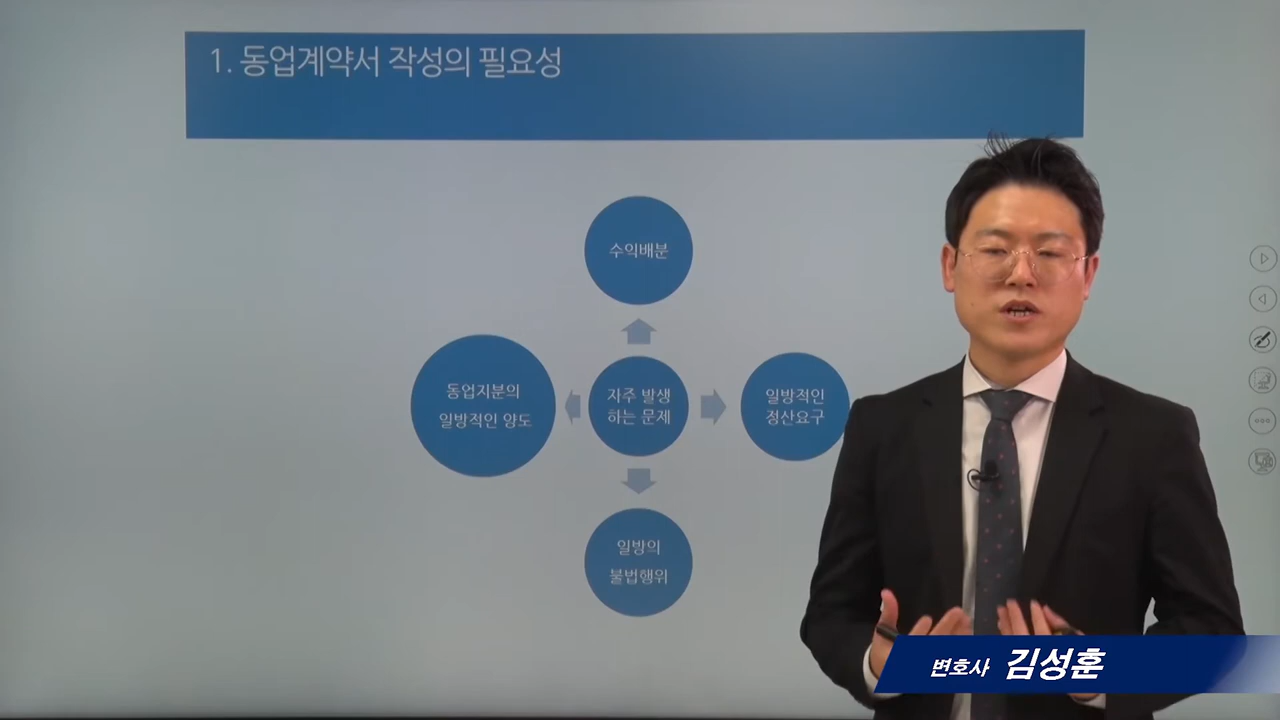 1. 동업계약서 작성의 필요성
수익배분
동업지분의
일방적인 양도
자주 발생
하는 문제
일방적인
정산요구
일방의
불법행위
변호사 김성훈